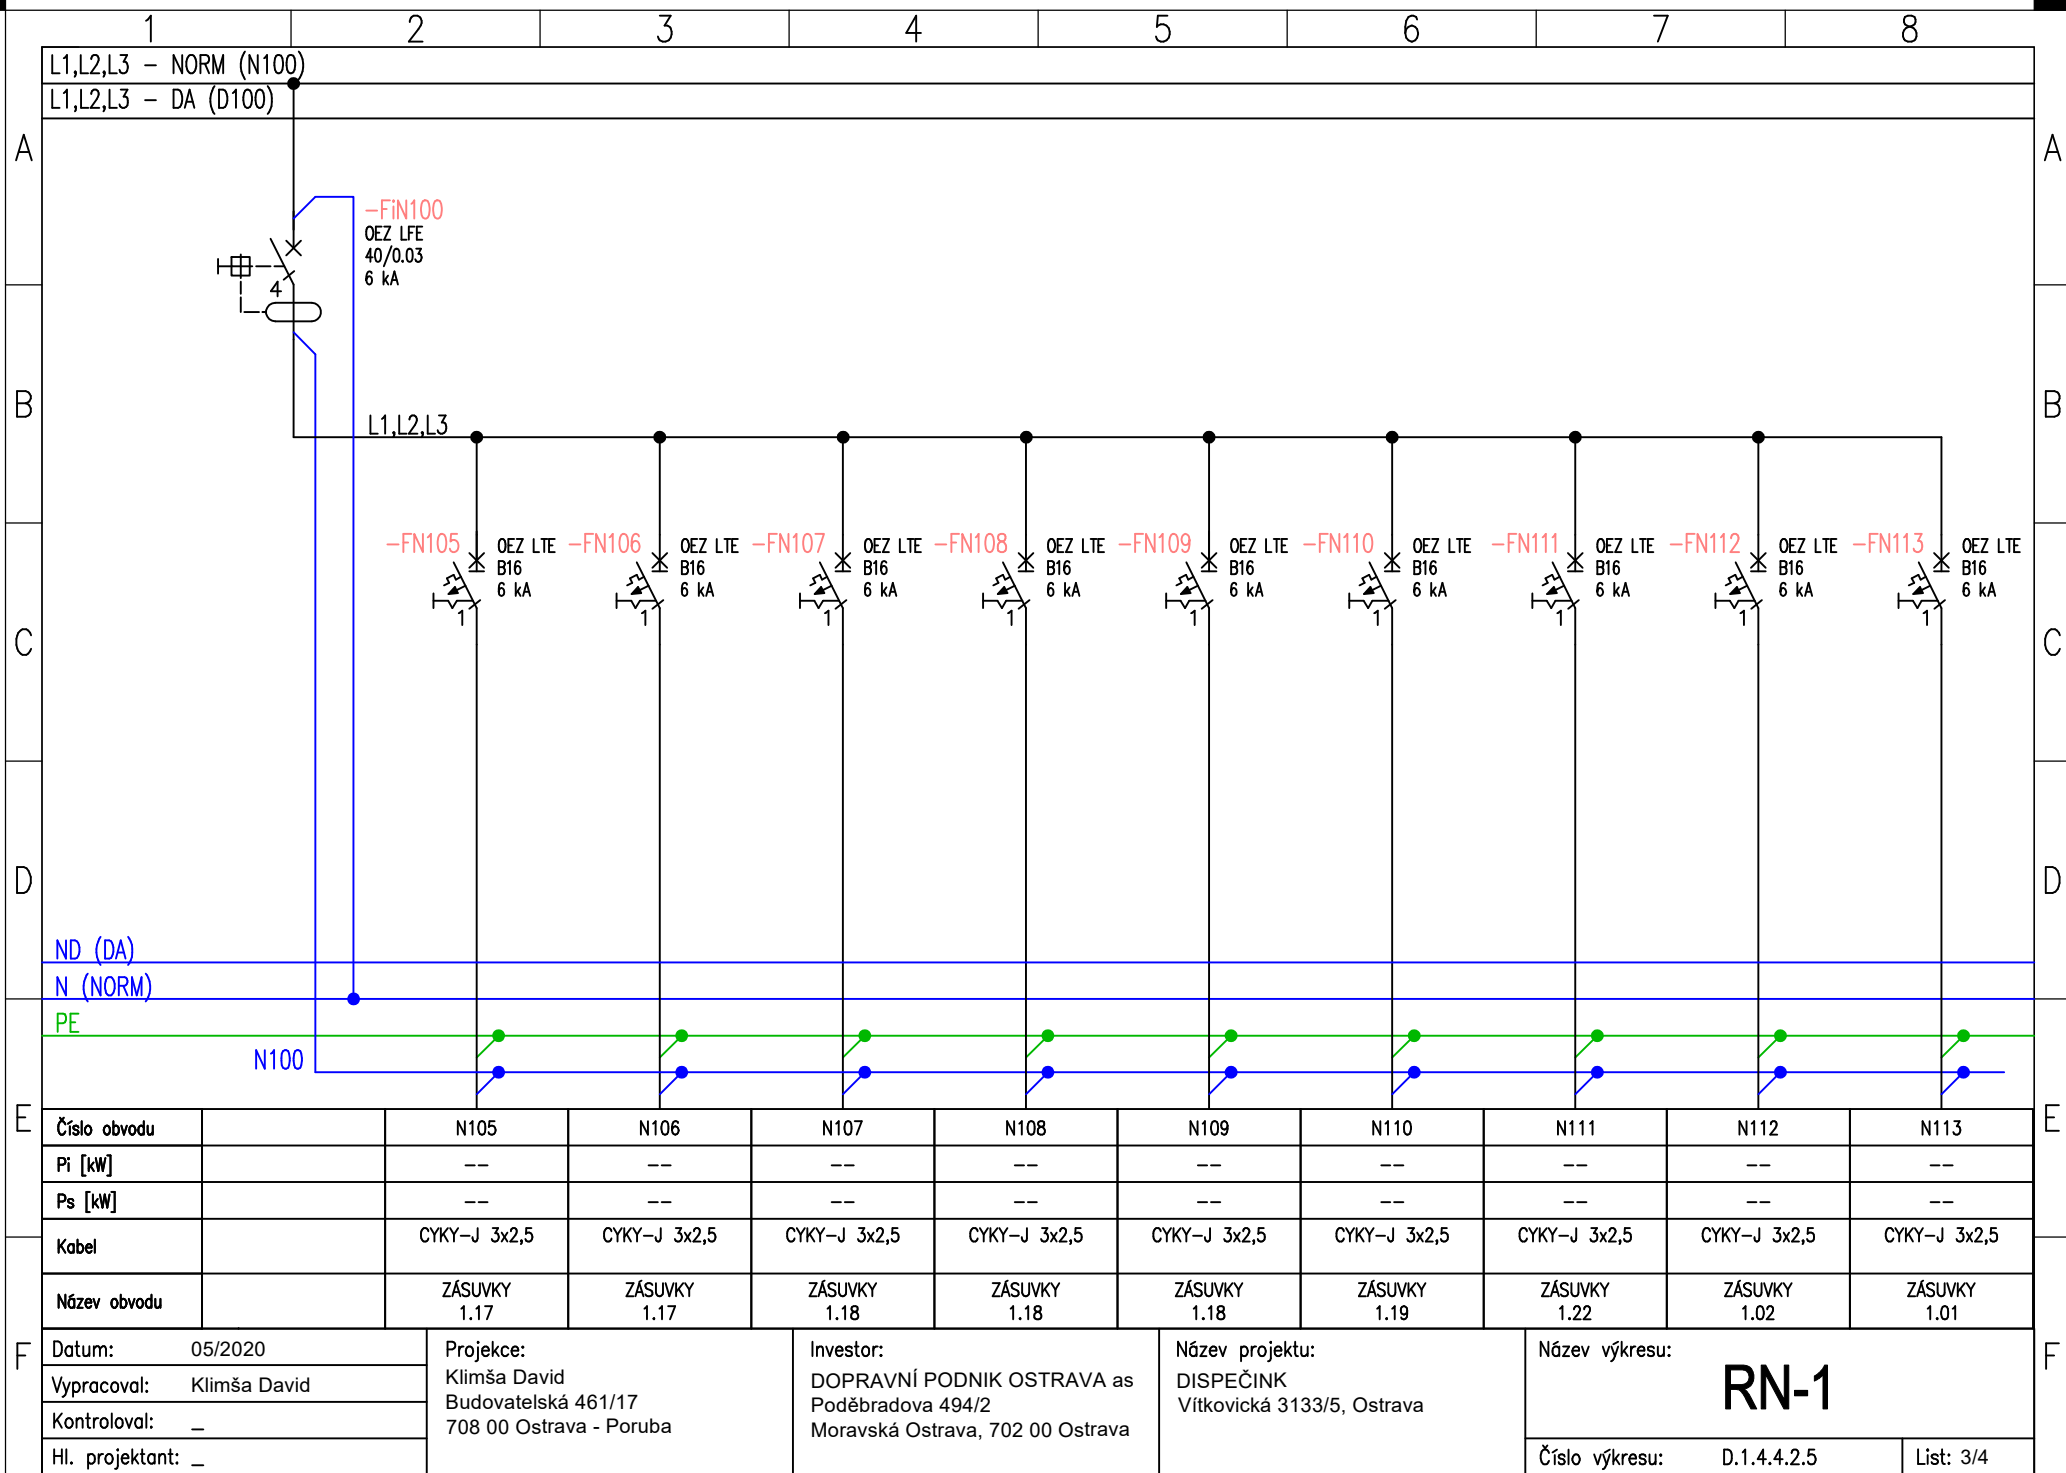 1 2 3 4 5 6 7 8
L1,L2,L3 – NORM (N100)
L1,L2,L3 – DA (D100)
A A
-FiN100
OEZ LFE
40/0.03
6 kA
4
B B
L1,L2,L3
-FN105 OEZ LTE -FN106 OEZ LTE -FN107 OEZ LTE -FN108 OEZ LTE -FN109 OEZ LTE -FN110 OEZ LTE -FN111 OEZ LTE -FN112 OEZ LTE -FN113 OEZ LTE
B16 B16 B16 B16 B16 B16 B16 B16 B16
6 kA 6 kA 6 kA 6 kA 6 kA 6 kA 6 kA 6 kA 6 kA
1 1 1 1 1 1 1 1 1
C C
D D
ND (DA)
N (NORM)
PE
N100
E E
Číslo obvodu N105 N106 N107 N108 N109 N110 N111 N112 N113
Pi [kW] -- -- -- -- -- -- -- -- --
Ps [kW] -- -- -- -- -- -- -- -- --
Kabel CYKY-J 3x2,5 CYKY-J 3x2,5 CYKY-J 3x2,5 CYKY-J 3x2,5 CYKY-J 3x2,5 CYKY-J 3x2,5 CYKY-J 3x2,5 CYKY-J 3x2,5 CYKY-J 3x2,5
Název obvodu ZÁSUVKY ZÁSUVKY ZÁSUVKY ZÁSUVKY ZÁSUVKY ZÁSUVKY ZÁSUVKY ZÁSUVKY ZÁSUVKY
1.17 1.17 1.18 1.18 1.18 1.19 1.22 1.02 1.01
F F
Datum: 05/2020
Vypracoval: Klimša David
Kontroloval: _
Hl. projektant: _
Projekce:
Klimša David
Budovatelská 461/17
708 00 Ostrava - Poruba
Investor:
DOPRAVNÍ PODNIK OSTRAVA as
Poděbradova 494/2
Moravská Ostrava, 702 00 Ostrava
Název projektu:
DISPEČINK
Vítkovická 3133/5, Ostrava
Název výkresu:
RN-1
Číslo výkresu: D.1.4.4.2.5 List: 3/4